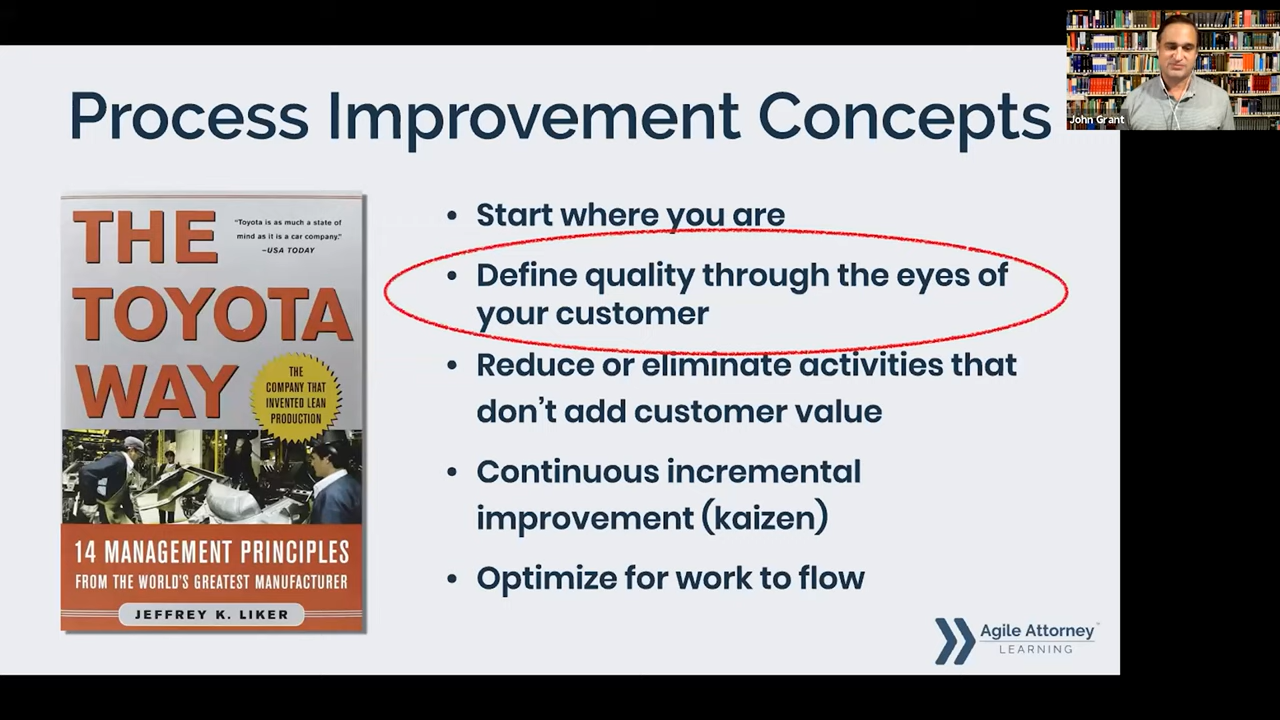 Process Improvement Concepts
John Grant
THE
TOYOTA
WAY
"Toyota is as much a state of
mind as it is a car company."
–USA TODAY
THE
COMPANY THAT
INVENTED LEAN
PRODUCTION
14 MANAGEMENT PRINCIPLES
FROM THE WORLD'S GREATEST MANUFACTURER
JEFFREY K. LIKER
• Start where you are
• Define quality through the eyes of
your customer
• Reduce or eliminate activities that
don't add customer value
• Continuous incremental
improvement (kaizen)
• Optimize for work to flow
Agile Attorney™
LEARNING